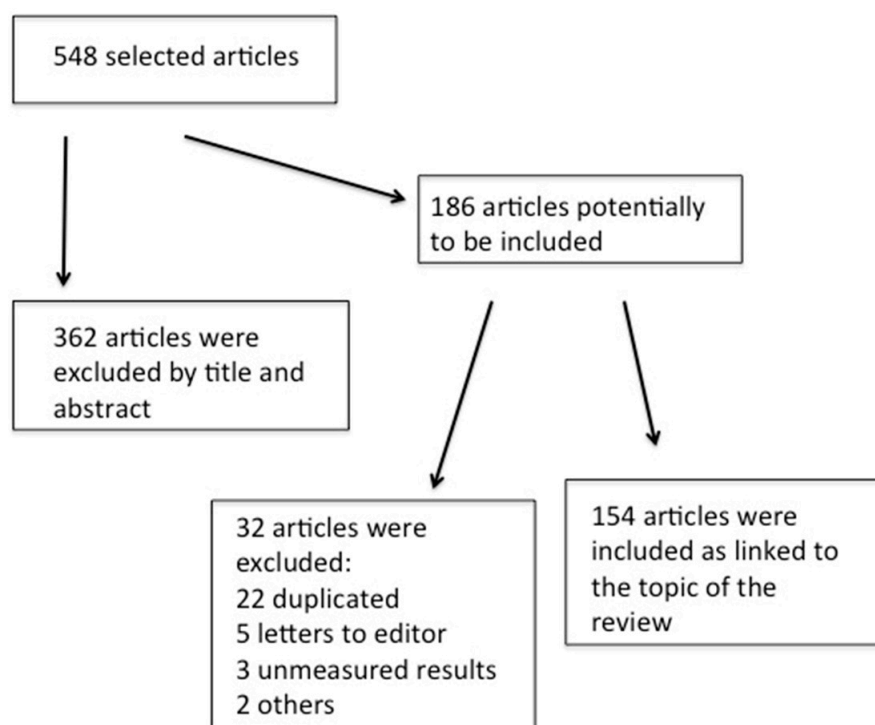 548 selected articles
186 articles potentially
to be included
362 articles were
excluded by title and
abstract
32 articles were
excluded:
22 duplicated
5 letters to editor
3 unmeasured results
2 others
154 articles were
included as linked to
the topic of the
review